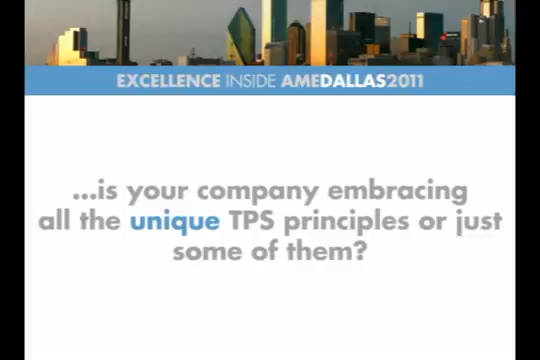 EXCELLENCE INSIDE AMEDALLAS2011
...is your company embracing
all the unique TPS principles or just
some of them?